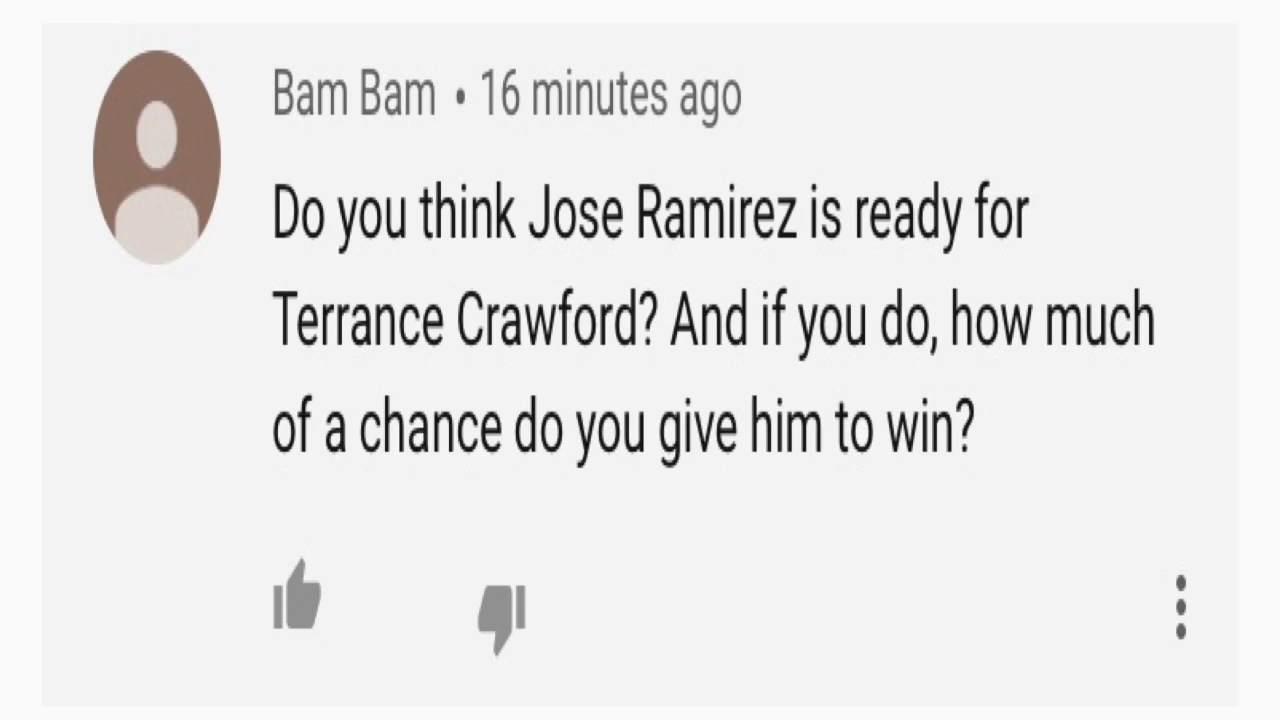 Bam Bam • 16 minutes ago
Do you think Jose Ramirez is ready for
Terrance Crawford? And if you do, how much
of a chance do you give him to win?